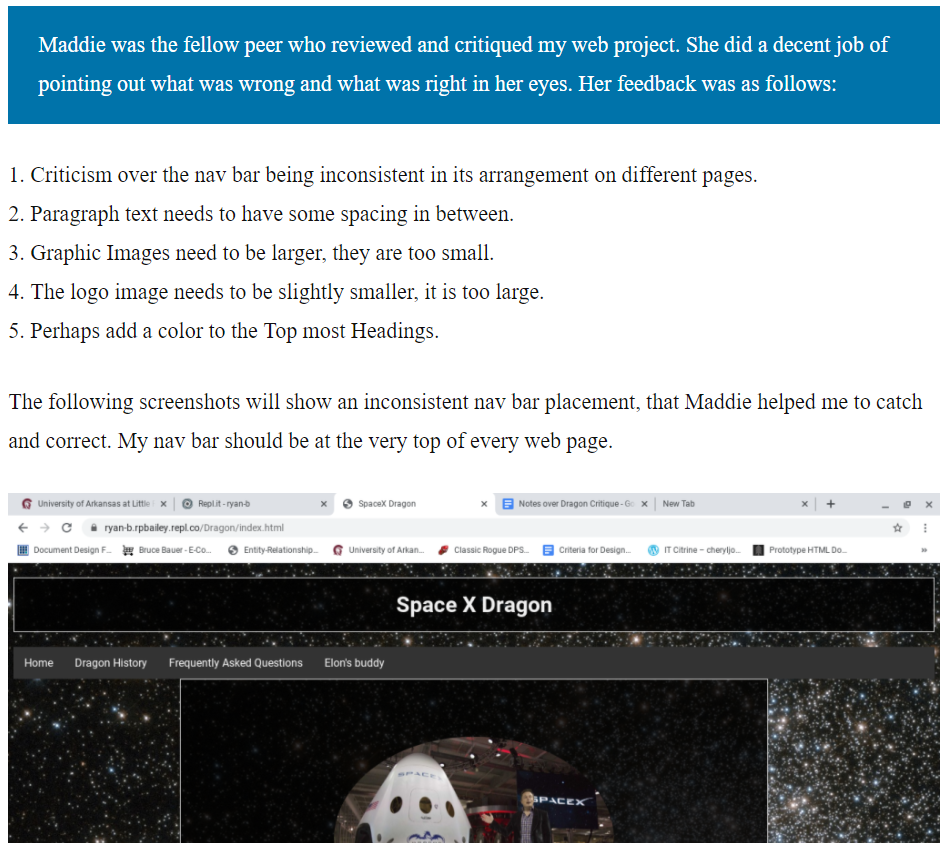 Maddie was the fellow peer who reviewed and critiqued my web project. She did a decent job of
pointing out what was wrong and what was right in her eyes. Her feedback was as follows:
1. Criticism over the nav bar being inconsistent in its arrangement on different pages.
2. Paragraph text needs to have some spacing in between.
3. Graphic Images need to be larger, they are too small.
4. The logo image needs to be slightly smaller, it is too large.
5. Perhaps add a color to the Top most Headings.
The following screenshots will show an inconsistent nav bar placement, that Maddie helped me to catch
and correct. My nav bar should be at the very top of every web page.
University of Arkansas at Little Repl.it - ryan-b SpaceX Dragon Notes over Dragon Critique - Go New Tab
ryan-b.rpbailey.repl.co/Dragon/index.html
Document Design F... Bruce Bauer - E-Co... Entity-Relationship... University of Arkan... Classic Rogue DPS... Criteria for Design... IT Citrine – cheryljo... Prototype HTML Do... »
Space X Dragon
Home Dragon History Frequently Asked Questions Elon's buddy
SPACEX
SPACEX